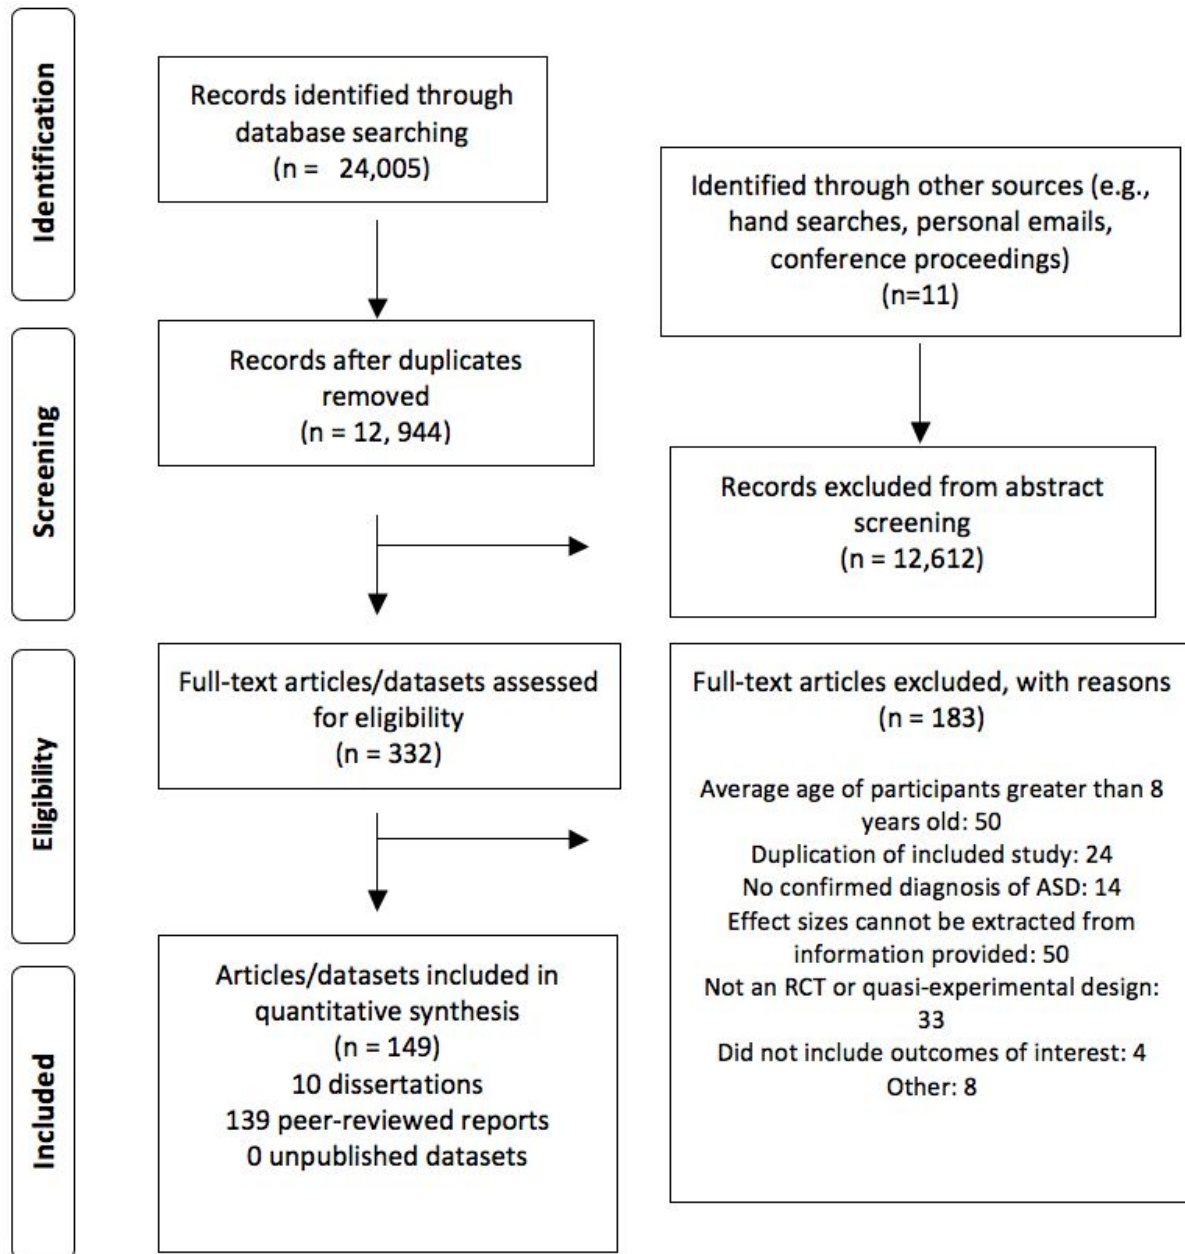 Identification
Records identified through
database searching
(n =   24,005)
Identified through other sources (e.g.,
hand searches, personal emails,
conference proceedings)
(n=11)
Screening
Records after duplicates
removed
(n = 12, 944)
Records excluded from abstract
screening
(n = 12,612)
Eligibility
Full-text articles/datasets assessed
for eligibility
(n = 332)
Full-text articles excluded, with reasons
(n = 183)
Average age of participants greater than 8
years old: 50
Duplication of included study: 24
No confirmed diagnosis of ASD: 14
Effect sizes cannot be extracted from
information provided: 50
Not an RCT or quasi-experimental design:
33
Did not include outcomes of interest: 4
Other: 8
Included
Articles/datasets included in
quantitative synthesis
(n = 149)
10 dissertations
139 peer-reviewed reports
0 unpublished datasets